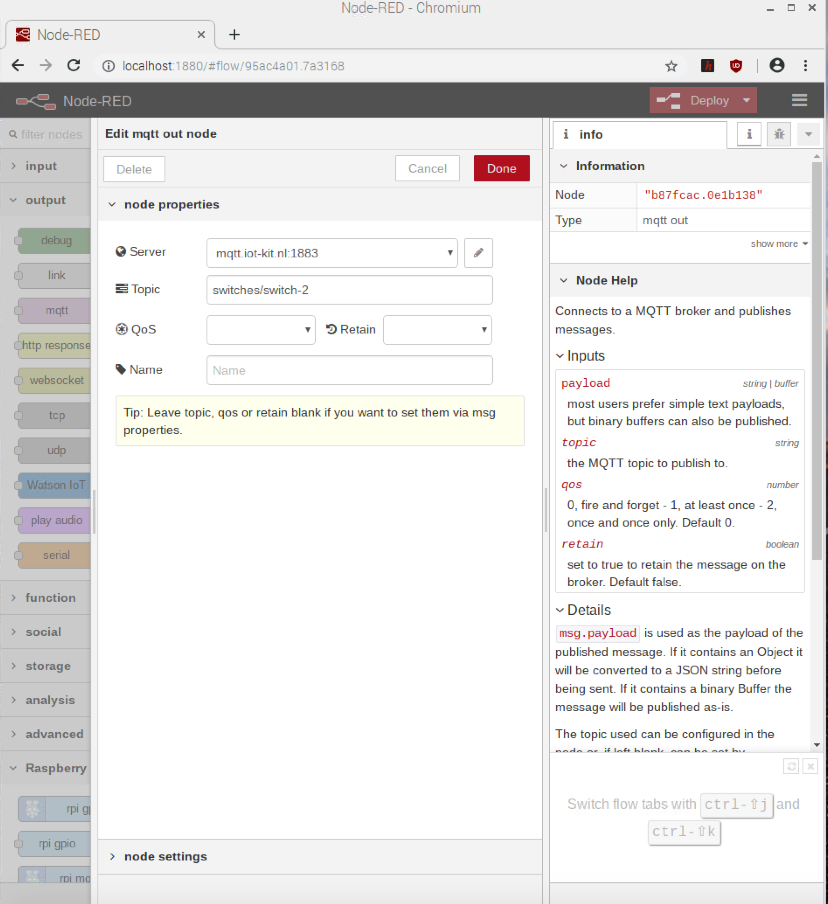 Node-RED - Chromium
Node-RED
localhost:1880/#flow/95ac4a01.7a3168
Node-RED
Deploy
filter nodes
input
output
debug
link
mqtt
http response
websocket
tcp
udp
Watson IoT
play audio
serial
function
social
storage
analysis
advanced
Raspberry
rpi gp
rpi gpio
rpi mo
Edit mqtt out node
Delete
Cancel
Done
node properties
Server
mqtt.iot-kit.nl:1883
Topic
switches/switch-2
QoS
Retain
Name
Name
Tip: Leave topic, qos or retain blank if you want to set them via msg
properties.
node settings
info
Information
Node "b87fcac.0e1b138"
Type mqtt out
show more
Node Help
Connects to a MQTT broker and publishes
messages.
Inputs
payload string | buffer
most users prefer simple text payloads,
but binary buffers can also be published.
topic string
the MQTT topic to publish to.
qos number
0, fire and forget - 1, at least once - 2,
once and once only. Default 0.
retain boolean
set to true to retain the message on the
broker. Default false.
Details
msg.payload is used as the payload of the
published message. If it contains an Object it
will be converted to a JSON string before
being sent. If it contains a binary Buffer the
message will be published as-is.
The topic used can be configured in the
node or, if left blank, can be set by
Switch flow tabs with ctrl-⇧j and
ctrl-⇧k